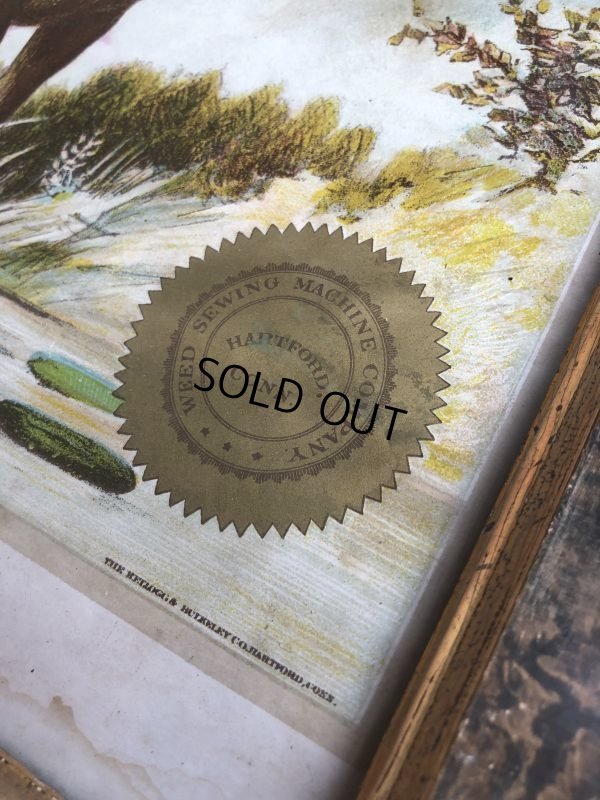 WEED SEWING MACHINE COMPANY
HARTFORD,
CONN.
SOLD OUT
THE KELLOGG & BULKELEY CO. HARTFORD, CONN.